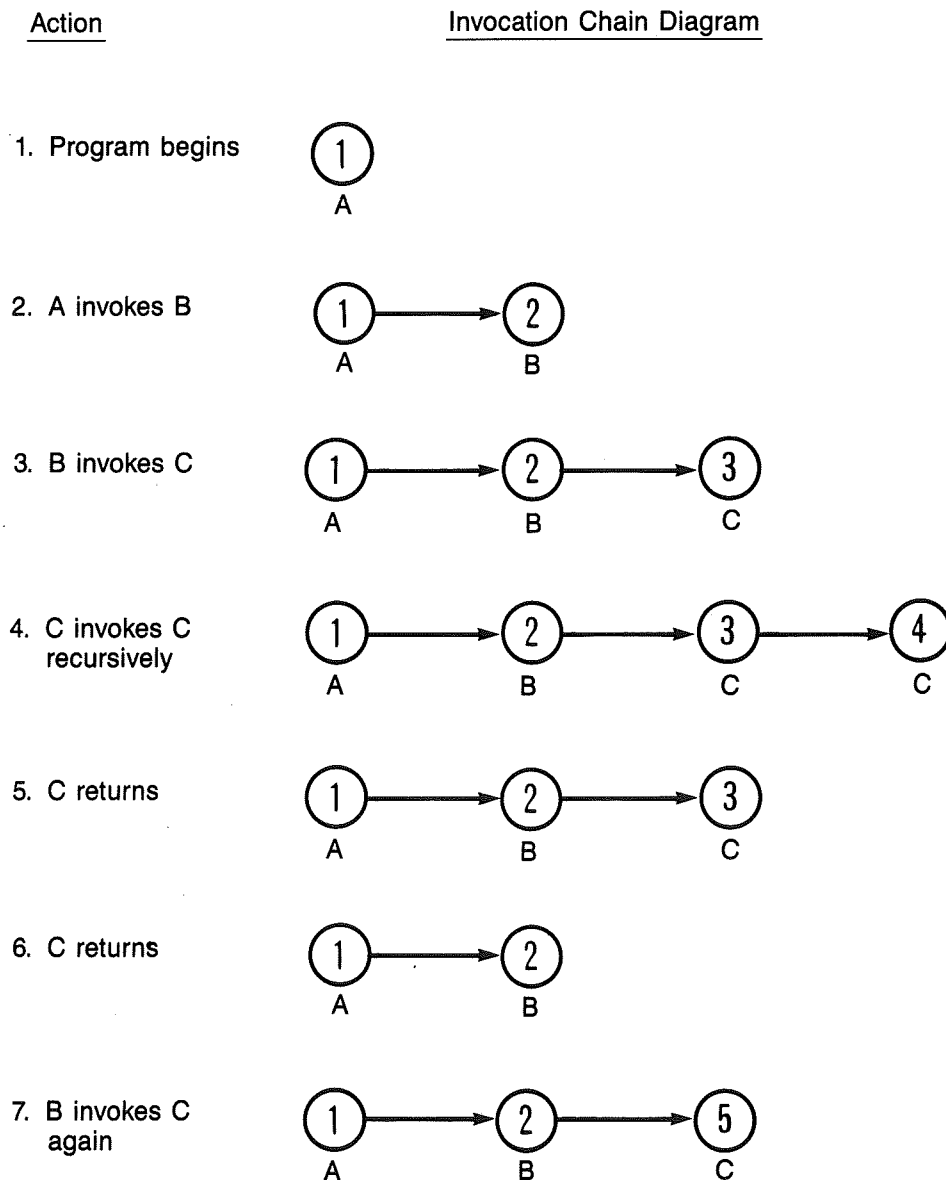 Action
Invocation Chain Diagram
1. Program begins
1
A
2. A invokes B
1 2
A B
3. B invokes C
1 2 3
A B C
4. C invokes C
recursively
1 2 3 4
A B C C
5. C returns
1 2 3
A B C
6. C returns
1 2
A B
7. B invokes C
again
1 2 5
A B C